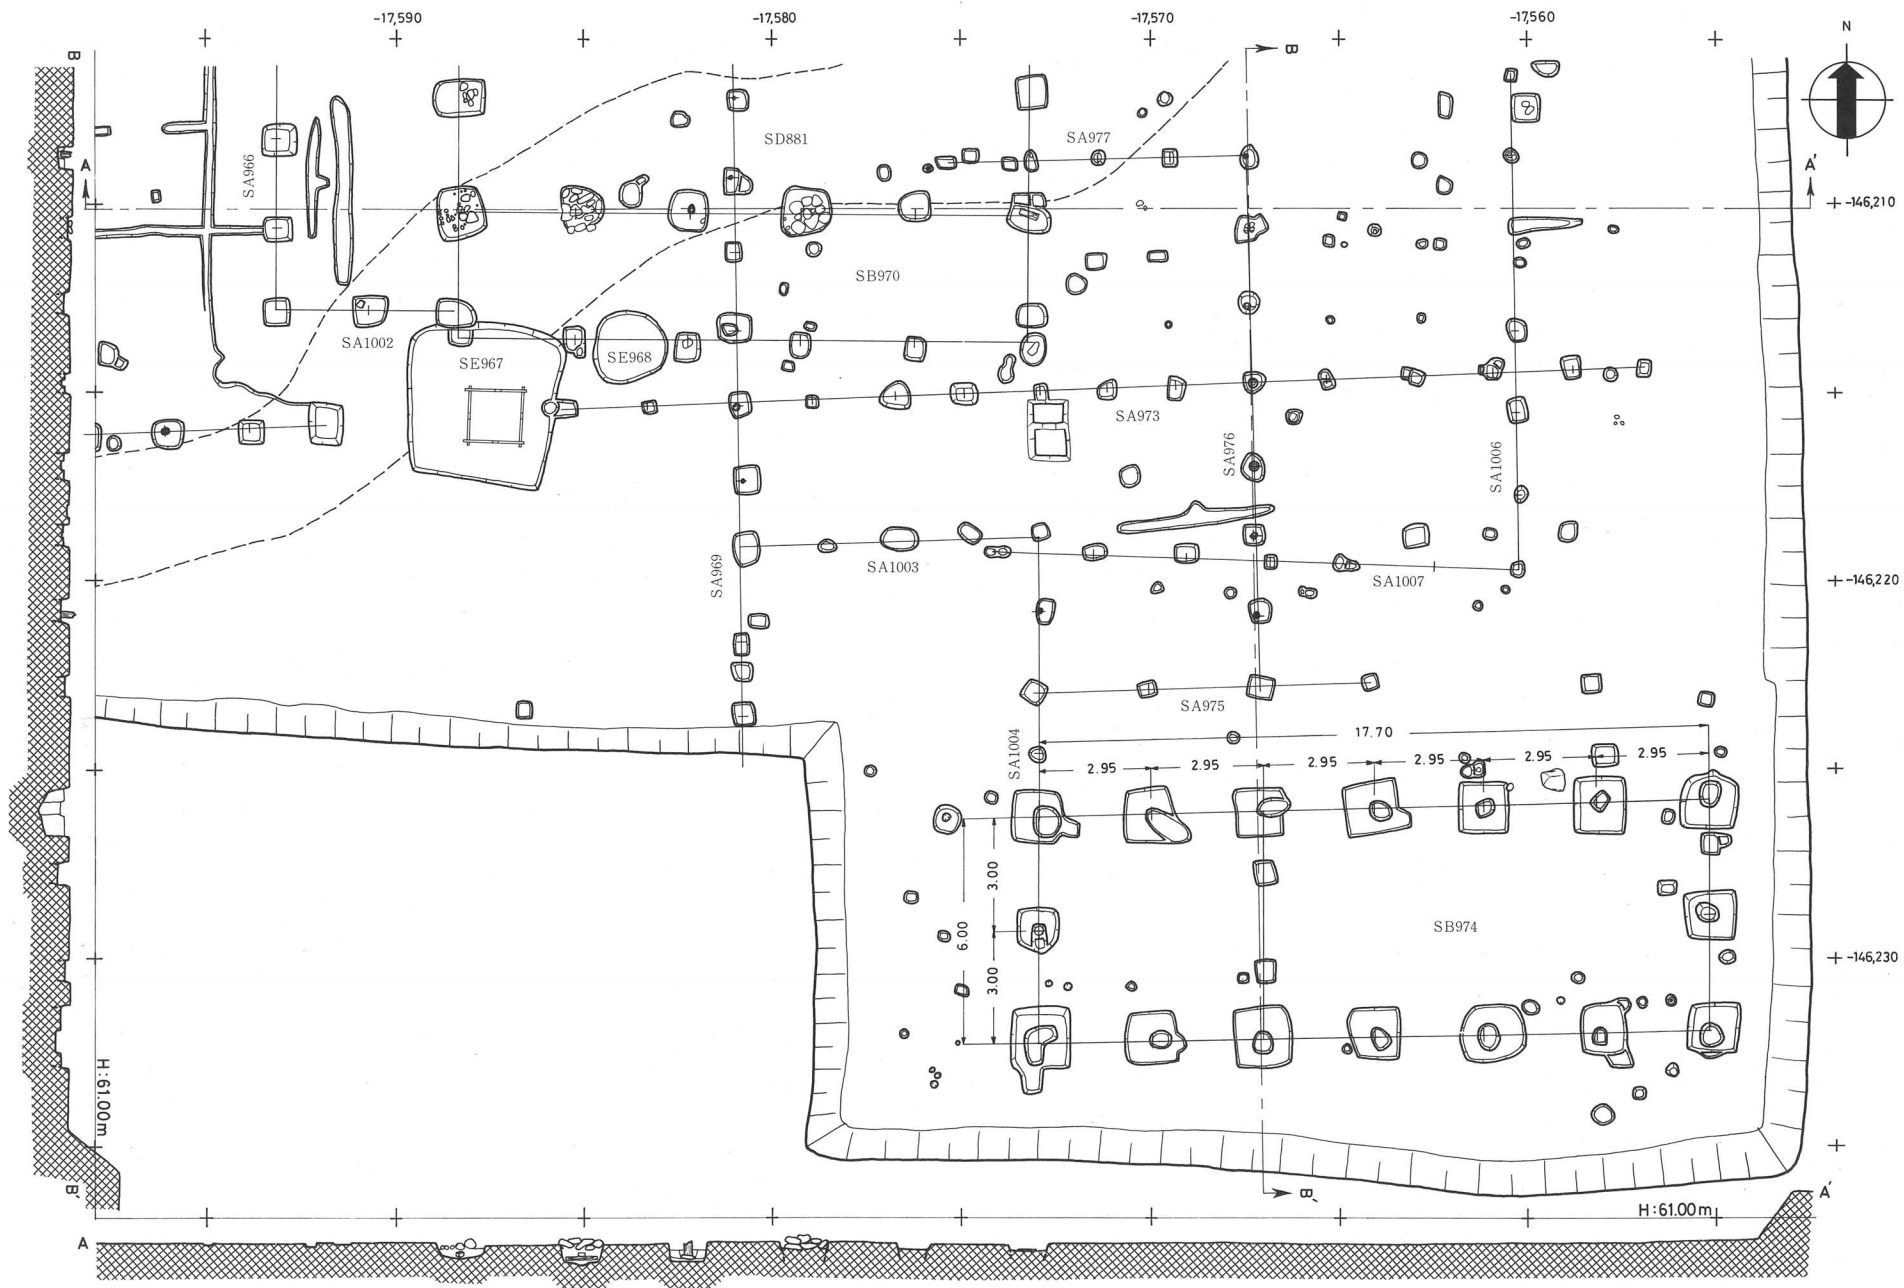 -17,590
-17,580
-17,570
-17,560
N
B
B
A
A'
SA966
SD881
SA977
-146,210
SB970
SA1002
SE967
SE968
SA973
SA976
SA1006
SA969
SA1003
SA1007
-146,220
SA975
SA1004
17.70
2.95
2.95
2.95
2.95
2.95
2.95
3.00
6.00
3.00
SB974
-146,230
H:61.00m
B'
B'
A'
H:61.00m
A